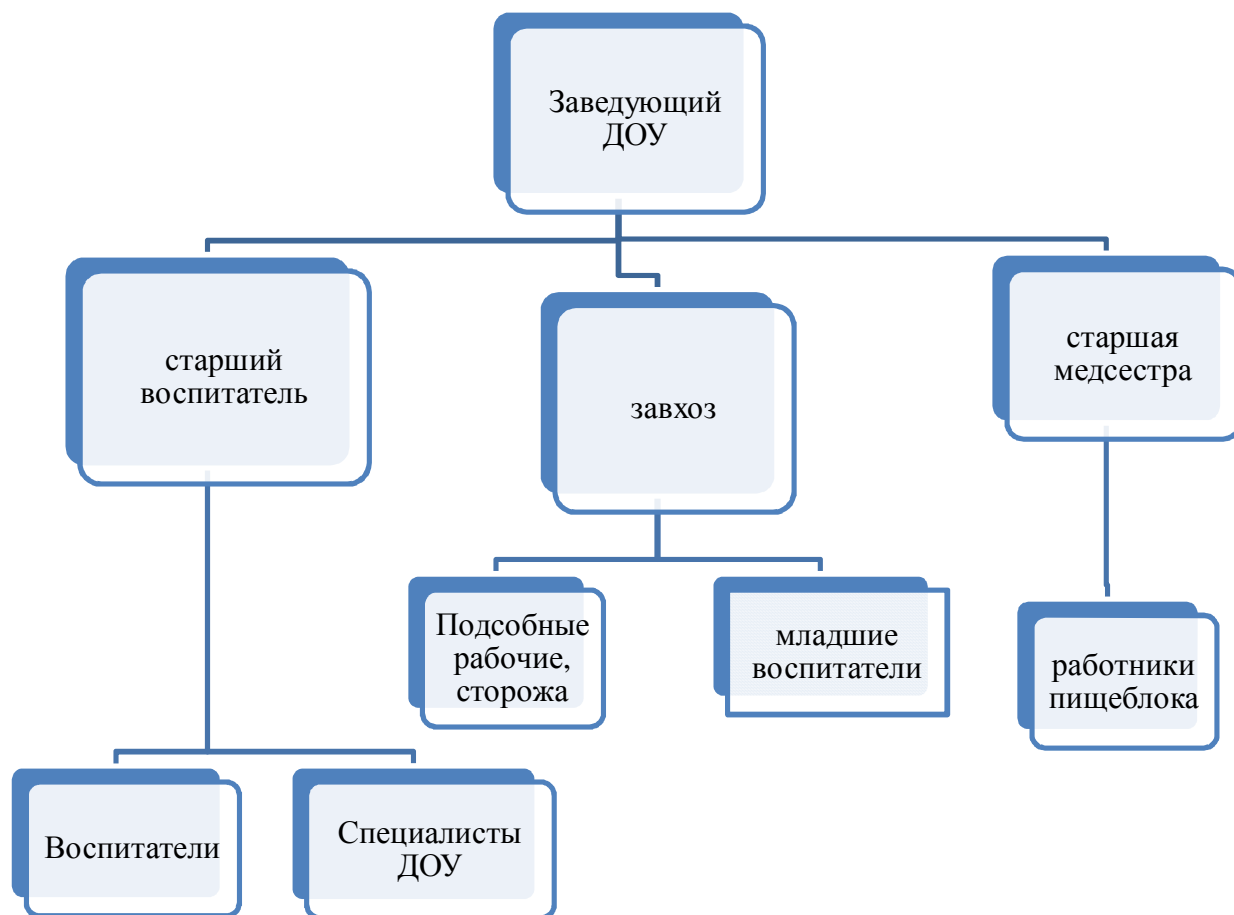 Заведующий
ДОУ
старший
воспитатель
завхоз
старшая
медсестра
Подсобные
рабочие,
сторожа
младшие
воспитатели
работники
пищеблока
Воспитатели
Специалисты
ДОУ